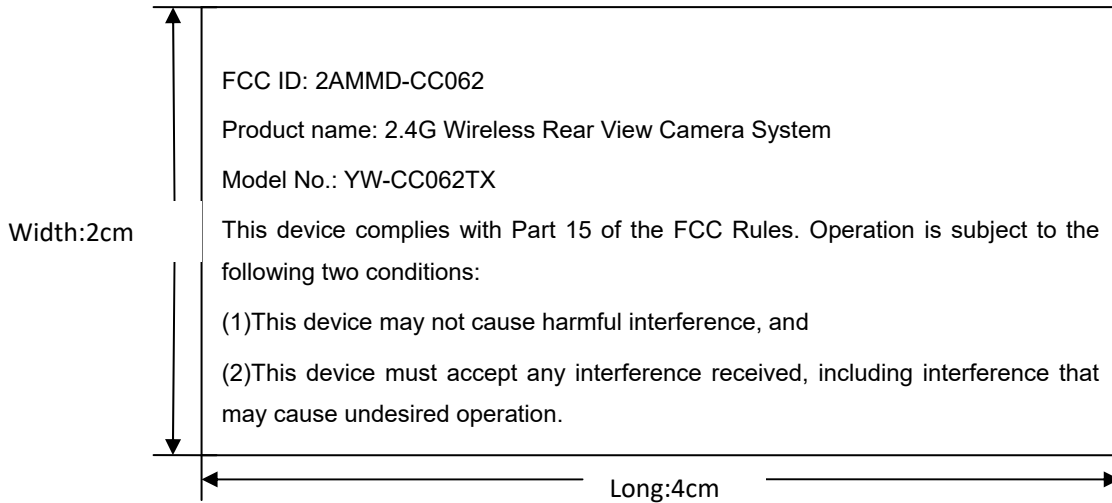 FCC ID: 2AMMD-CC062
Product name: 2.4G Wireless Rear View Camera System
Model No.: YW-CC062TX
Width:2cm
This device complies with Part 15 of the FCC Rules. Operation is subject to the
following two conditions:
(1)This device may not cause harmful interference, and
(2)This device must accept any interference received, including interference that
may cause undesired operation.
Long:4cm